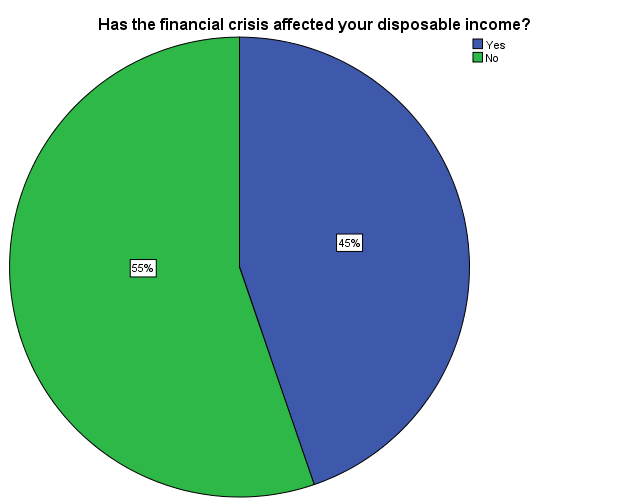 Has the financial crisis affected your disposable income?
Yes
No
45%
55%